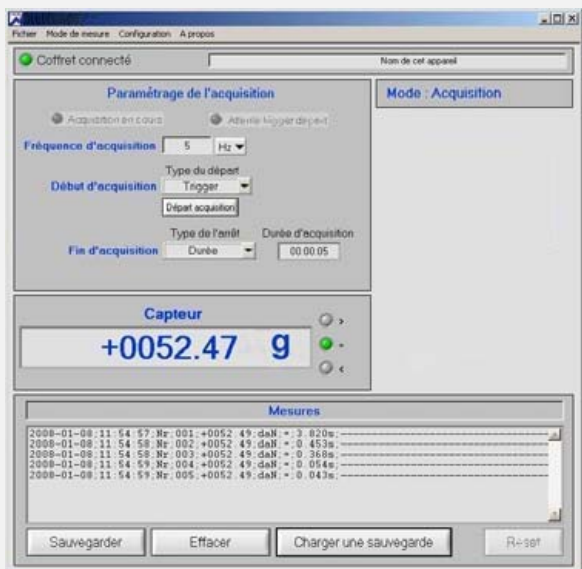 Fichier Mode de mesure Configuration A propos
Coffret connecté
Nom de cet appareil
Paramétrage de l'acquisition
Mode : Acquisition
Acquisition en cours
Attente trigger départ
Fréquence d'acquisition 5 Hz
Type du départ
Début d'acquisition Trigger
Départ acquisition
Type de l'arrêt Durée d'acquisition
Fin d'acquisition Durée 00:00:05
Capteur
+0052.47 g
>
=
<
Mesures
2008-01-08;11:54:57;Nr;001;+0052.49;daN;=;3.820s;
2008-01-08;11:54:58;Nr;002;+0052.49;daN;=;0.453s;
2008-01-08;11:54:58;Nr;003;+0052.49;daN;=;0.368s;
2008-01-08;11:54:59;Nr;004;+0052.49;daN;=;0.054s;
2008-01-08;11:54:59;Nr;005;+0052.49;daN;=;0.043s;
Sauvegarder Effacer Charger une sauvegarde Reset